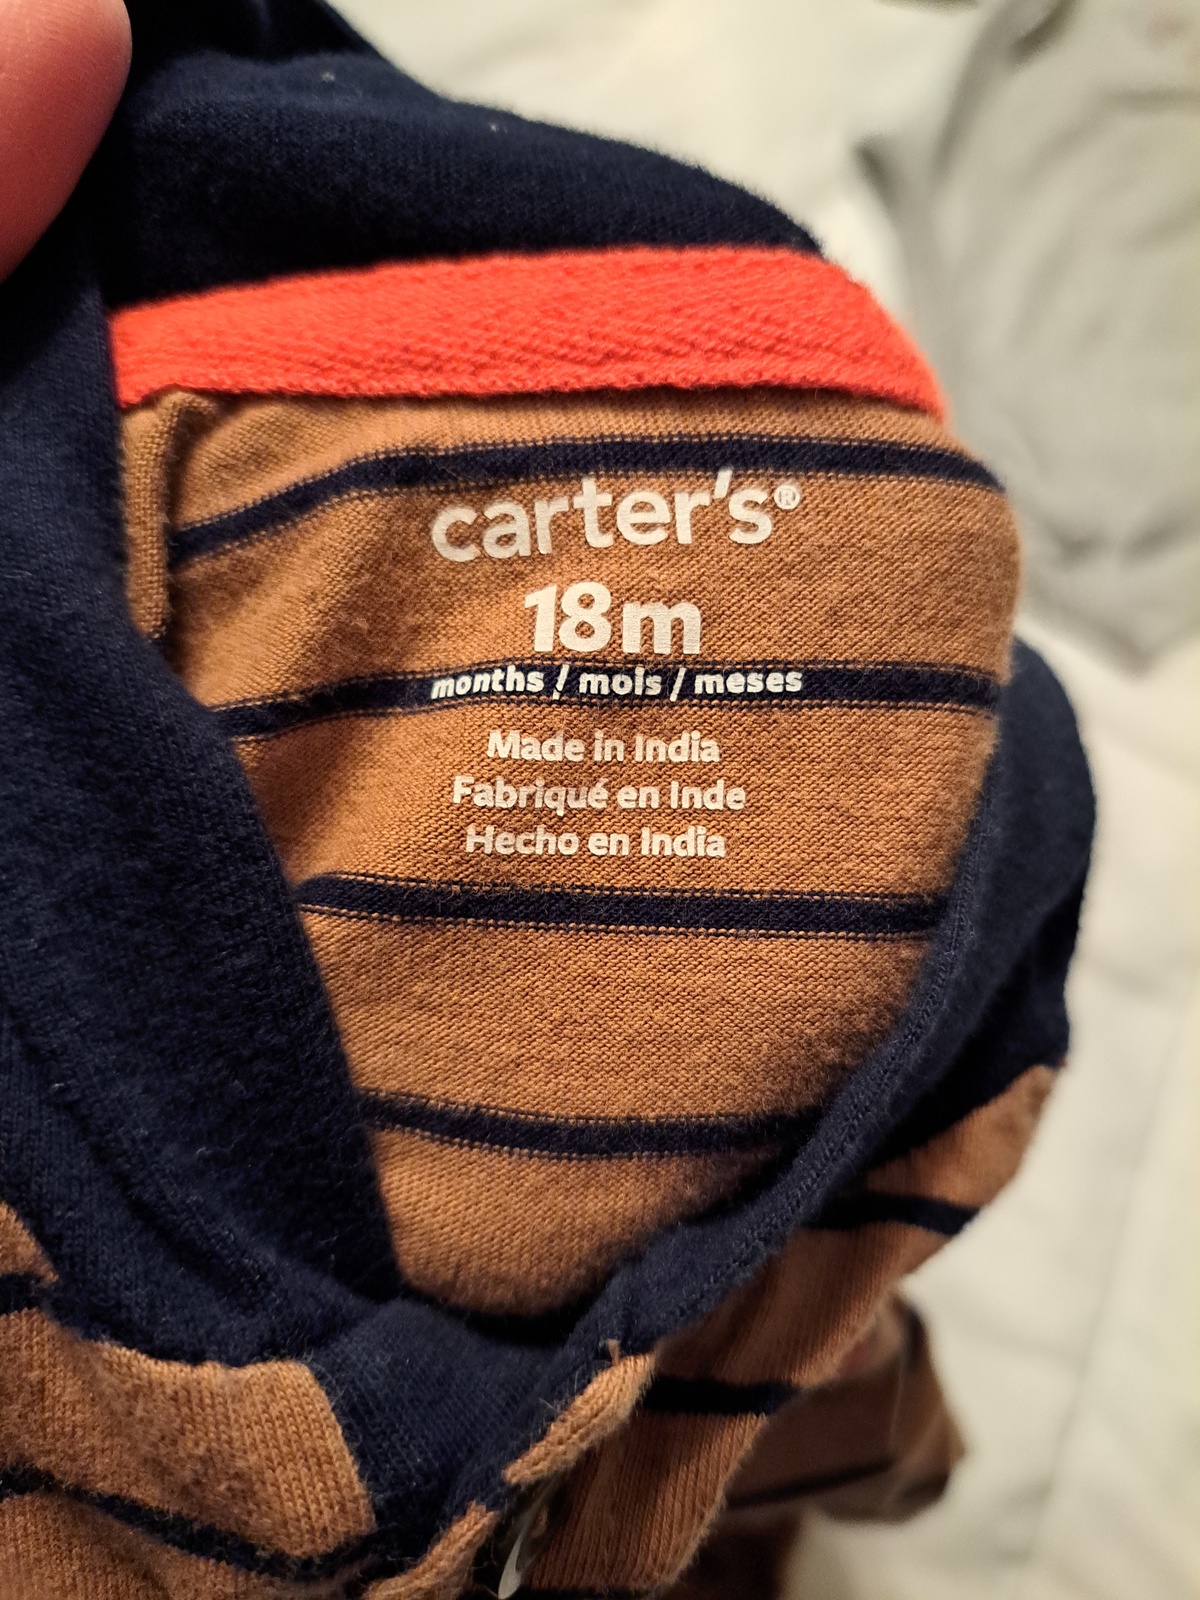 carter's®
18m
months / mois / meses
Made in India
Fabriqué en Inde
Hecho en India